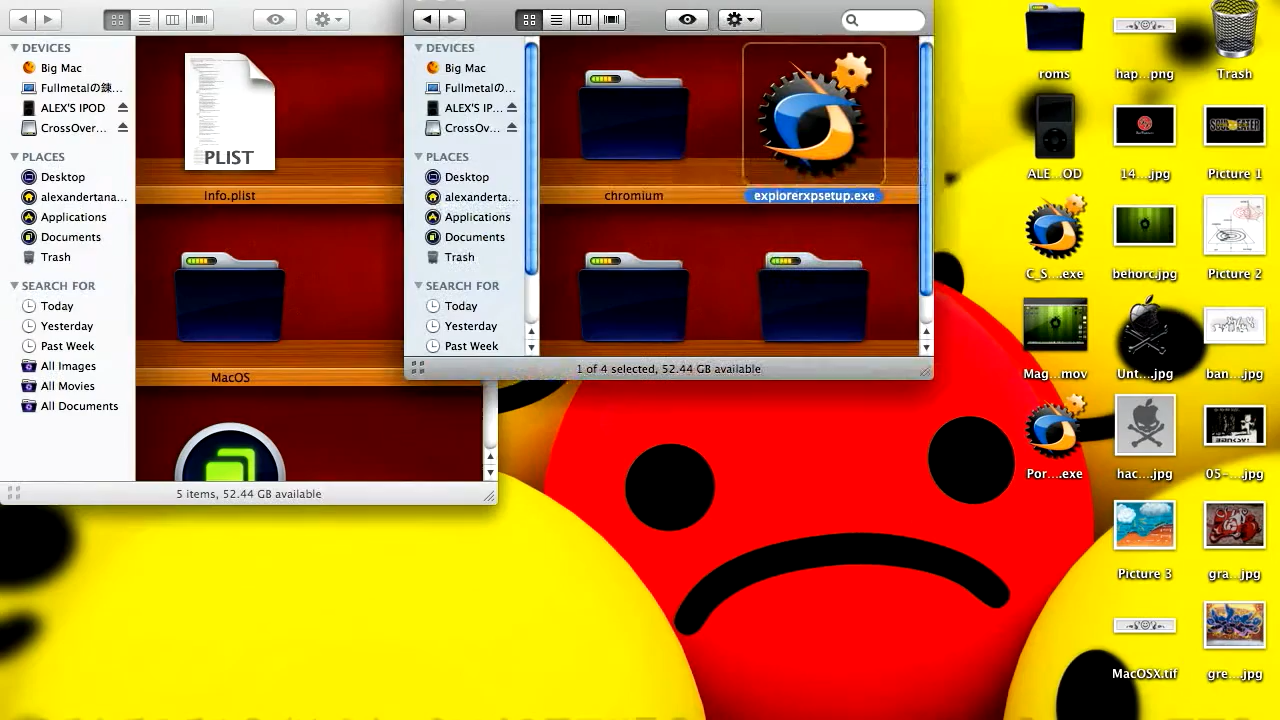 DEVICES
Big Mac
Fullmetalの錬...
ALEX'S IPOD
CrossOver...
PLACES
Desktop
alexandertana...
Applications
Documents
Trash
SEARCH FOR
Today
Yesterday
Past Week
All Images
All Movies
All Documents
PLIST
Info.plist
MacOS
5 items, 52.44 GB available
DEVICES
Big Mac
Fullmetalの...
ALEX'S IP...
CrossOv...
PLACES
Desktop
alexanderta...
Applications
Documents
Trash
SEARCH FOR
Today
Yesterday
Past Week
chromium
explorerxpsetup.exe
1 of 4 selected, 52.44 GB available
roms
hap...png
Trash
ALE...OD
14....jpg
SOUL EATER
Picture 1
C_S...exe
behorc.jpg
Picture 2
Mag...mov
Unt...jpg
ban...jpg
Por...exe
hac...jpg
05-...jpg
Picture 3
gra...jpg
MacOSX.tif
gre...jpg